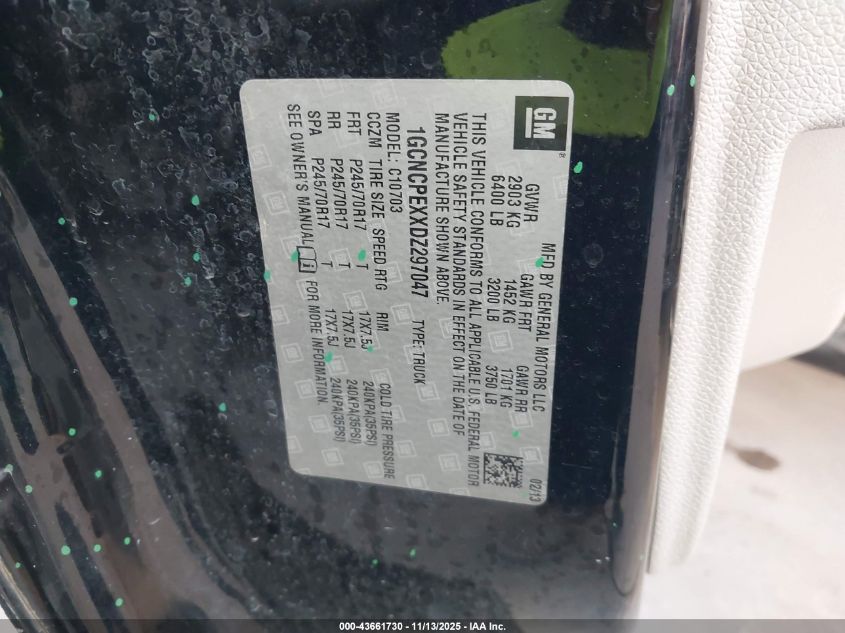 GM
®
MFD BY GENERAL MOTORS LLC 02/13
GVWR GAWR FRT GAWR RR
2903 KG 1452 KG 1701 KG
6400 LB 3200 LB 3750 LB
THIS VEHICLE CONFORMS TO ALL APPLICABLE U.S. FEDERAL MOTOR
VEHICLE SAFETY STANDARDS IN EFFECT ON THE DATE OF
MANUFACTURE SHOWN ABOVE.
1GCNCPEXXDZ297047 TYPE: TRUCK
MODEL: C10703
CCZM TIRE SIZE SPEED RTG RIM COLD TIRE PRESSURE
FRT P245/70R17 T 17X7.5J 240KPA(35PSI)
RR P245/70R17 T 17X7.5J 240KPA(35PSI)
SPA P245/70R17 T 17X7.5J 240KPA(35PSI)
SEE OWNER'S MANUAL FOR MORE INFORMATION.
000-43661730 - 11/13/2025 - IAA Inc.